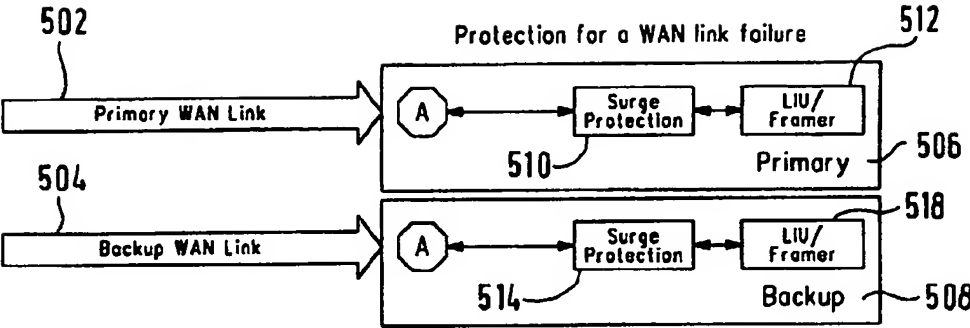 502
Protection for a WAN link failure
512
Primary WAN Link
A
Surge
Protection
LIU/
Framer
510
Primary
506
504
518
Backup WAN Link
A
Surge
Protection
LIU/
Framer
514
Backup
508